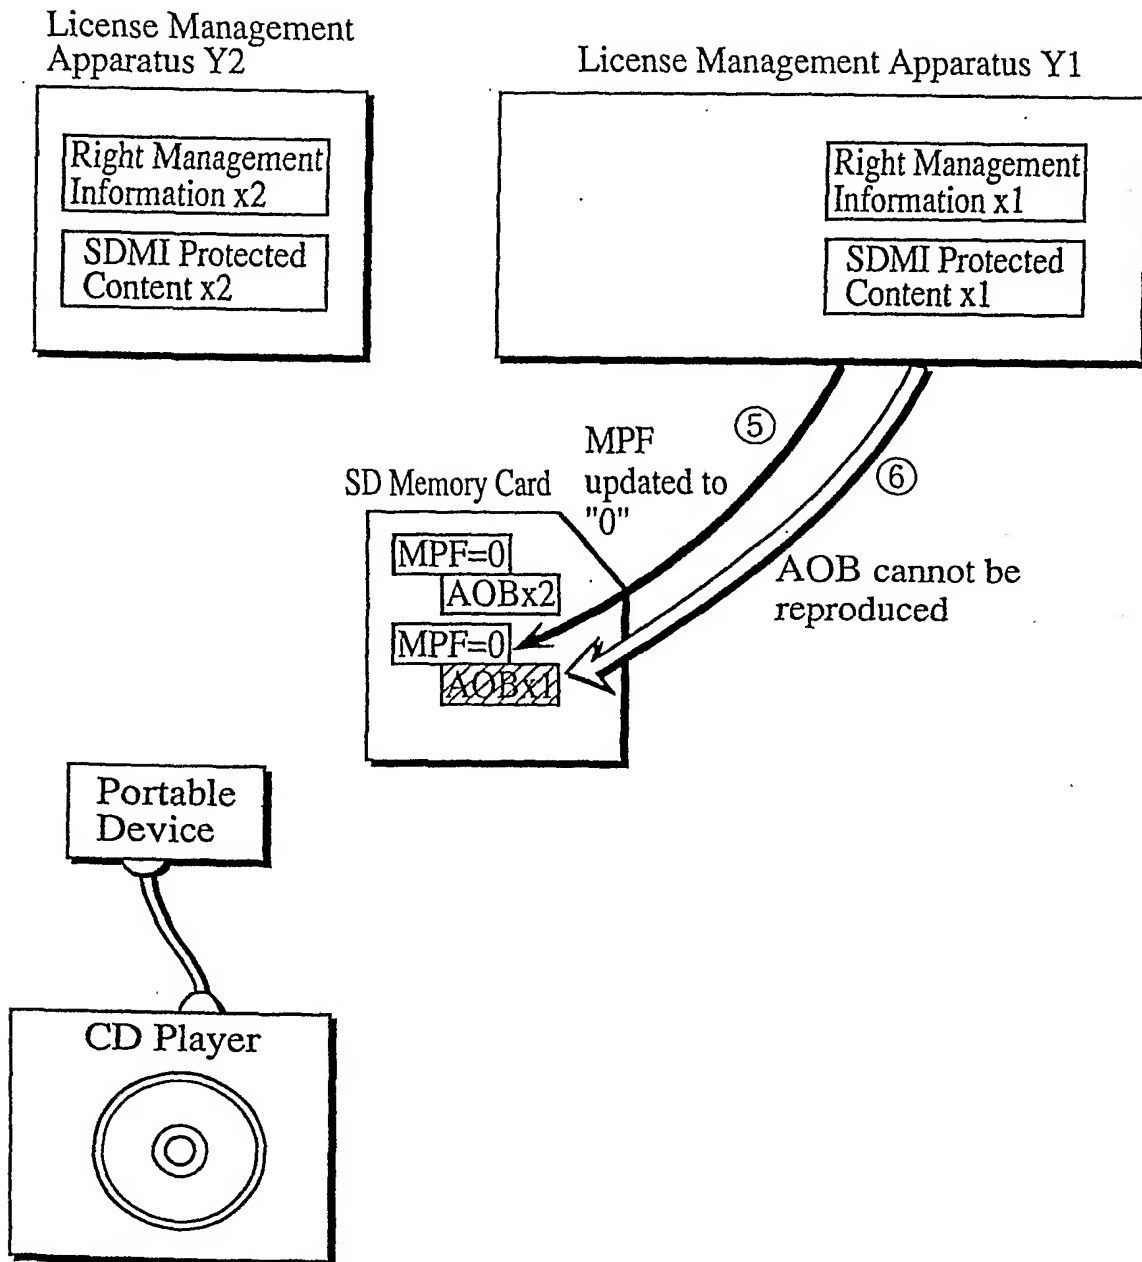 License Management
Apparatus Y2
License Management Apparatus Y1
Right Management
Information x2
SDMI Protected
Content x2
Right Management
Information x1
SDMI Protected
Content x1
⑤
⑥
MPF
updated to
"0"
SD Memory Card
MPF=0
AOBx2
MPF=0
AOBx1
AOB cannot be
reproduced
Portable
Device
CD Player